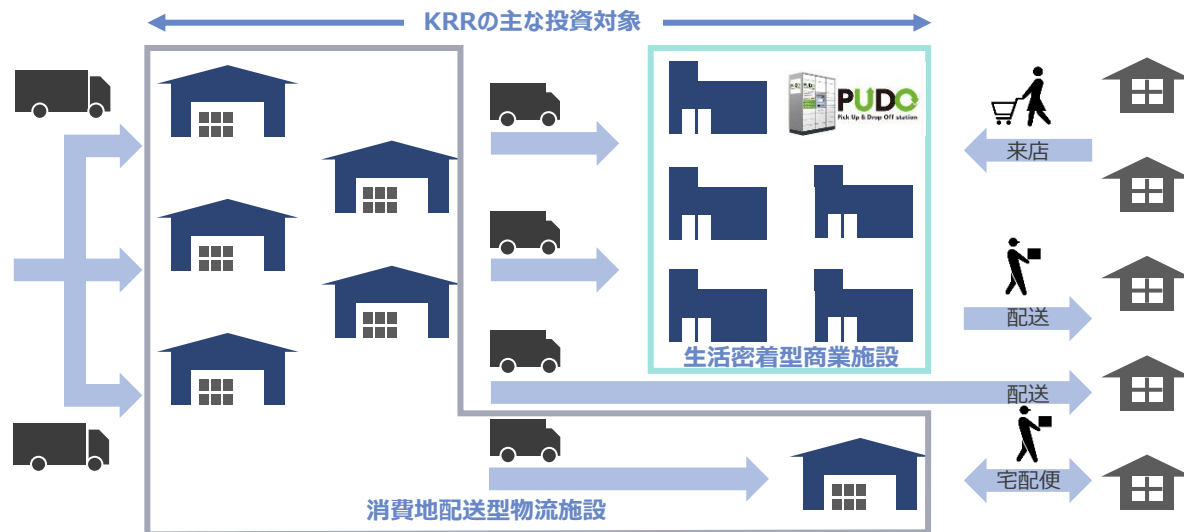 KRRの主な投資対象
PUDO
Pick Up & Drop Off station
来店
配送
生活密着型商業施設
配送
宅配便
消費地配送型物流施設